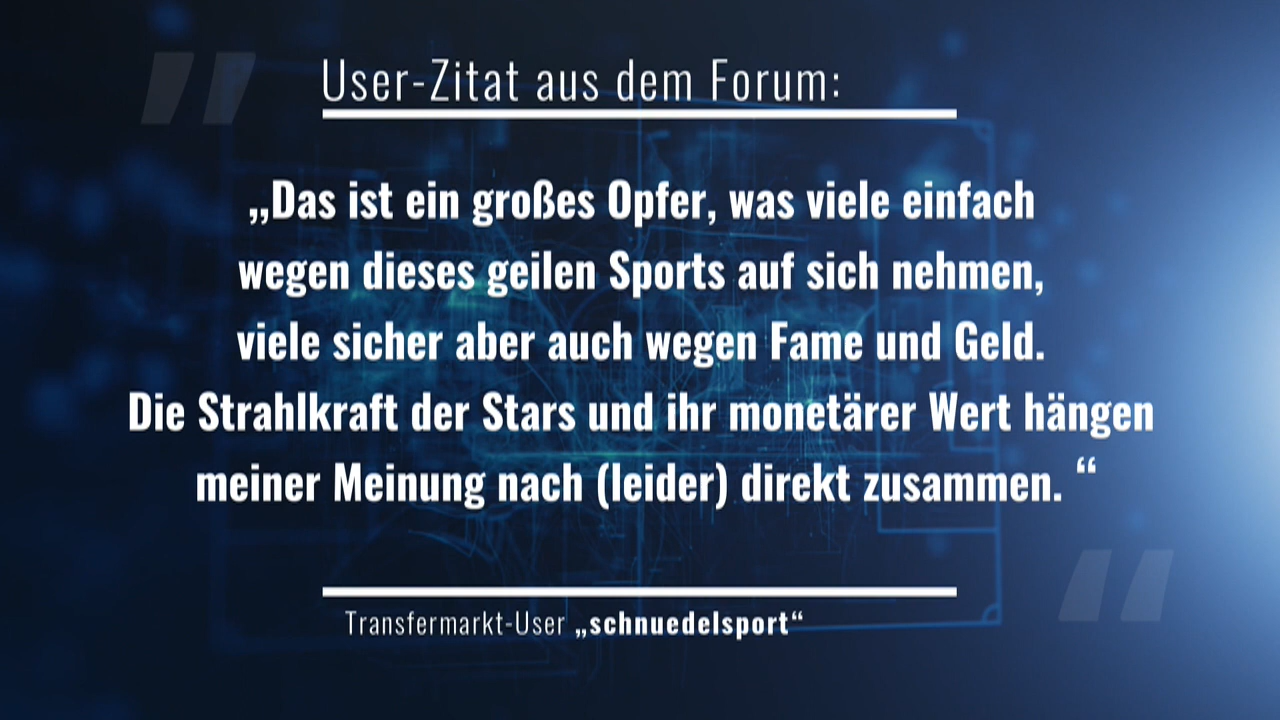 User-Zitat aus dem Forum:
„Das ist ein großes Opfer, was viele einfach
wegen dieses geilen Sports auf sich nehmen,
viele sicher aber auch wegen Fame und Geld.
Die Strahlkraft der Stars und ihr monetärer Wert hängen
meiner Meinung nach (leider) direkt zusammen. “
Transfermarkt-User „schnuedelsport“